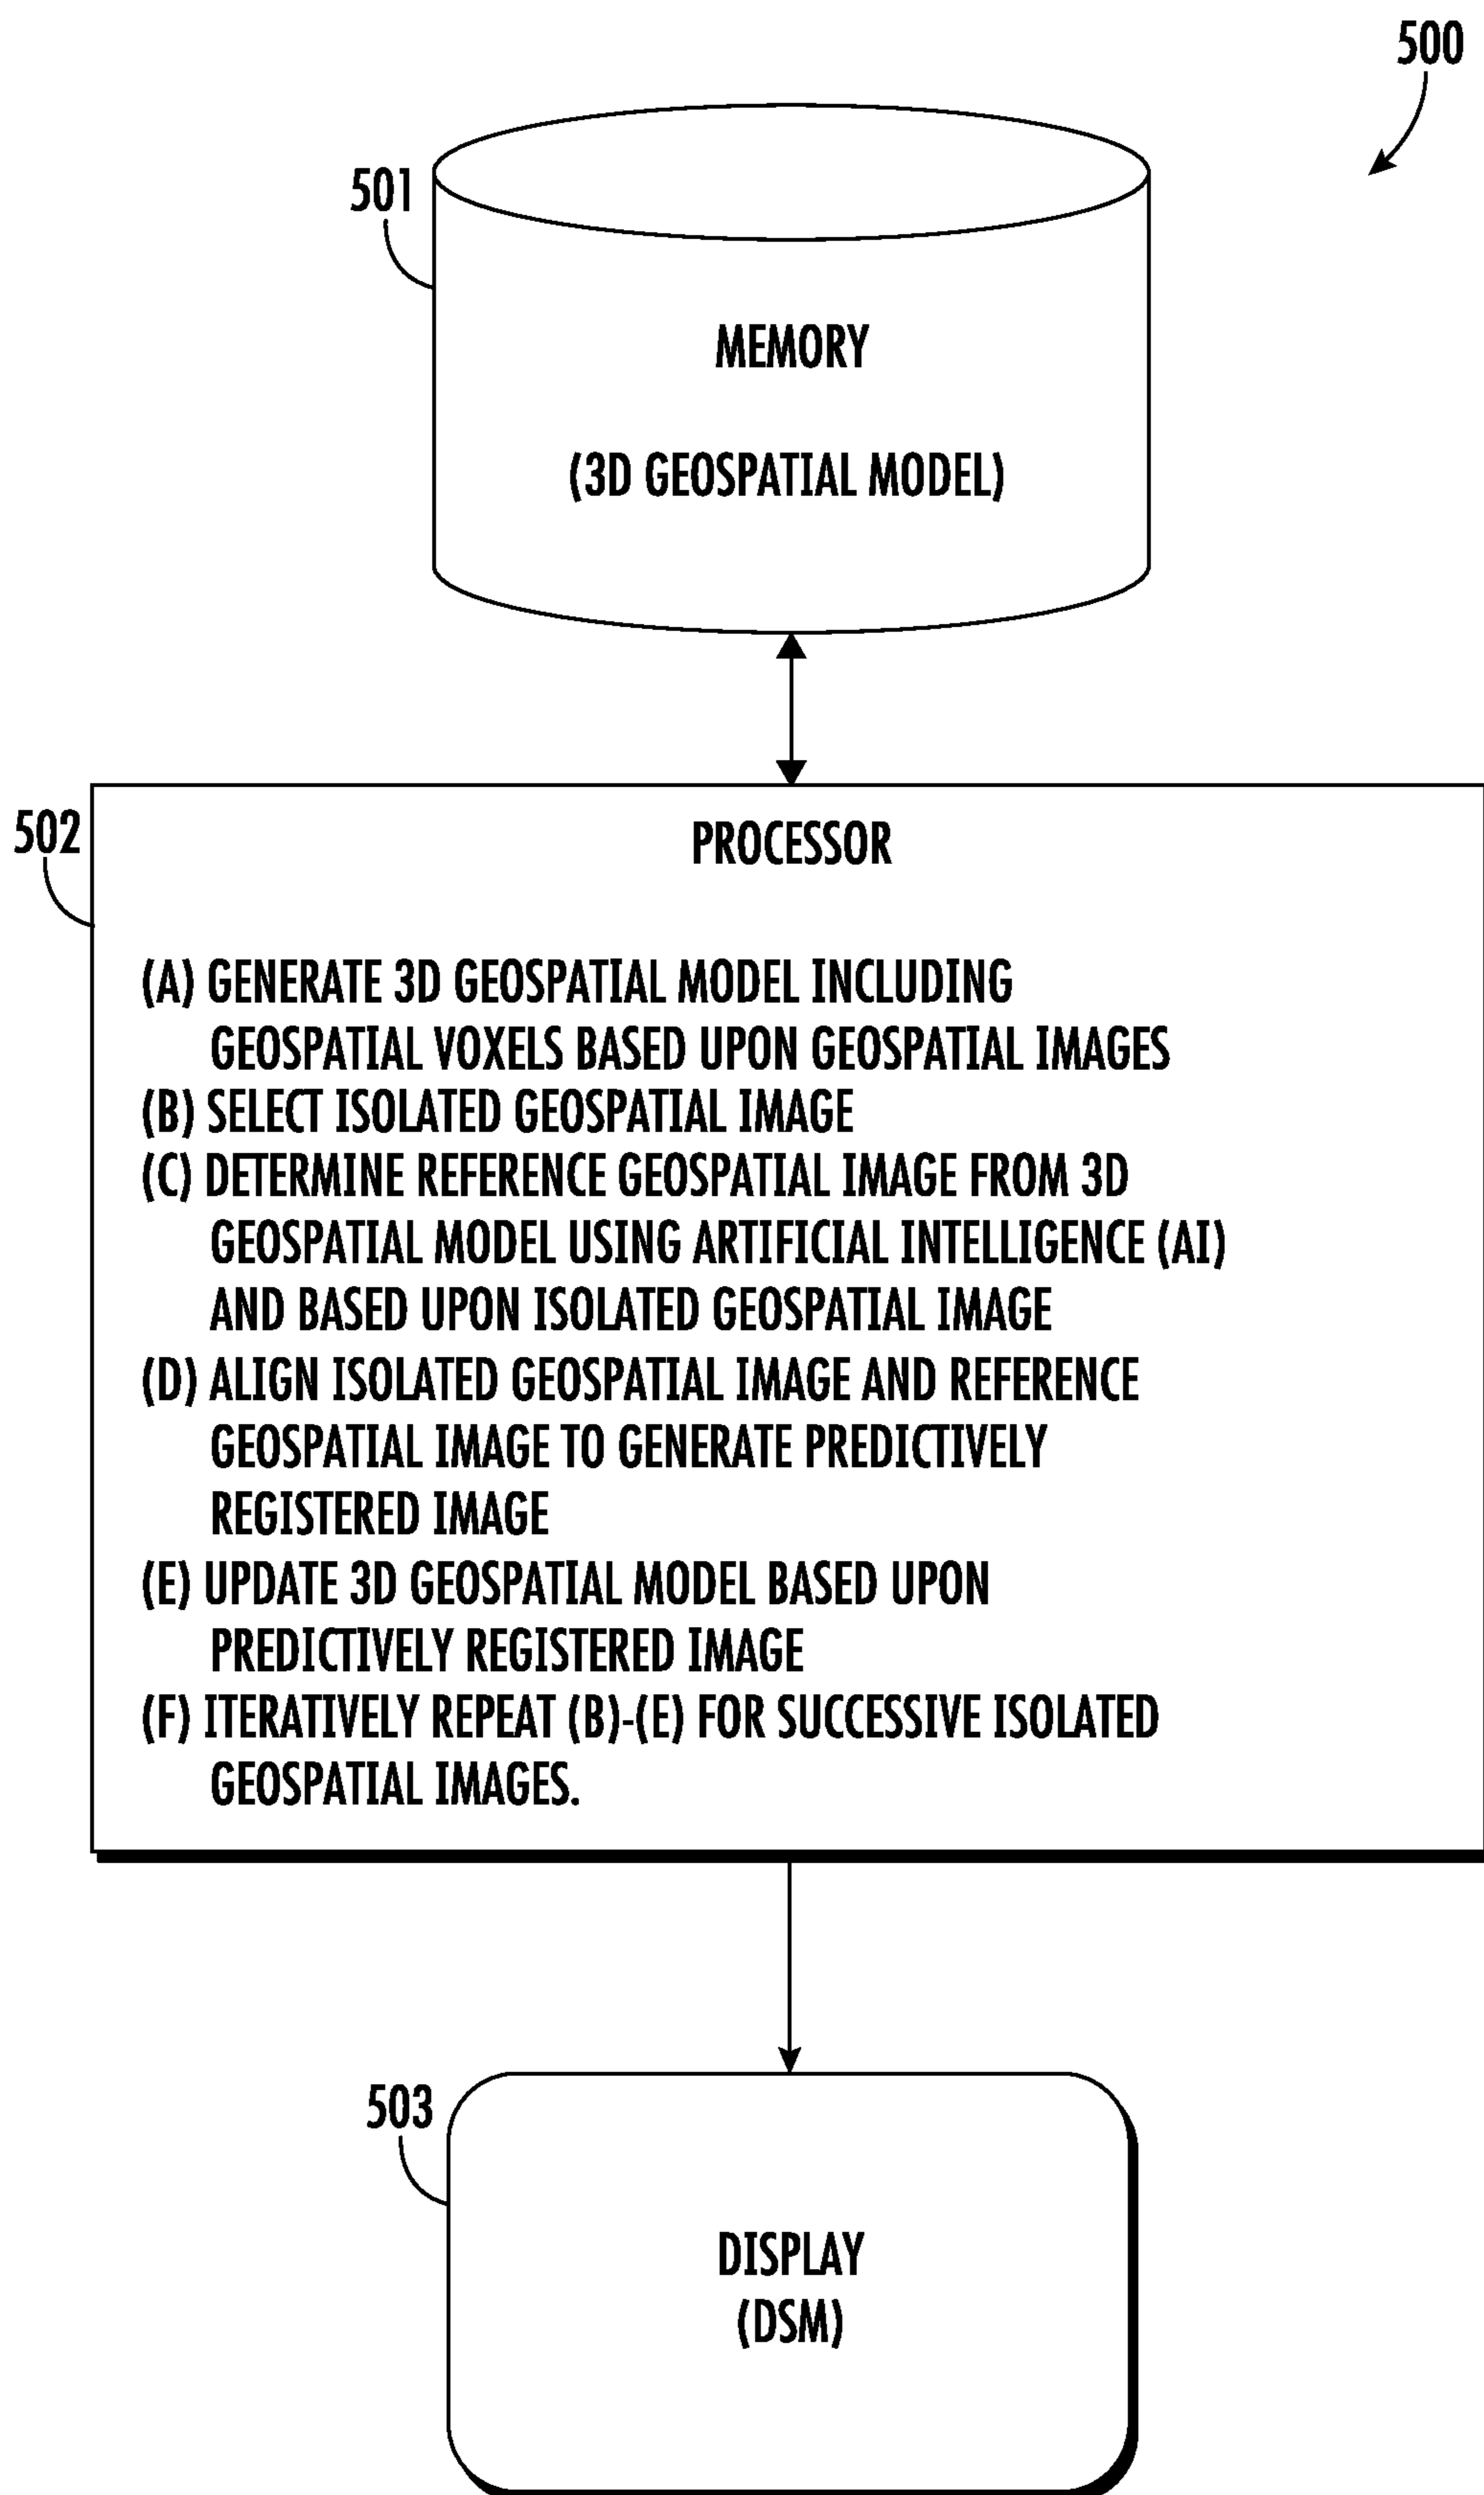 500
501
MEMORY
(3D GEOSPATIAL MODEL)
502
PROCESSOR
(A) GENERATE 3D GEOSPATIAL MODEL INCLUDING
GEOSPATIAL VOXELS BASED UPON GEOSPATIAL IMAGES
(B) SELECT ISOLATED GEOSPATIAL IMAGE
(C) DETERMINE REFERENCE GEOSPATIAL IMAGE FROM 3D
GEOSPATIAL MODEL USING ARTIFICIAL INTELLIGENCE (AI)
AND BASED UPON ISOLATED GEOSPATIAL IMAGE
(D) ALIGN ISOLATED GEOSPATIAL IMAGE AND REFERENCE
GEOSPATIAL IMAGE TO GENERATE PREDICTIVELY
REGISTERED IMAGE
(E) UPDATE 3D GEOSPATIAL MODEL BASED UPON
PREDICTIVELY REGISTERED IMAGE
(F) ITERATIVELY REPEAT (B)-(E) FOR SUCCESSIVE ISOLATED
GEOSPATIAL IMAGES.
503
DISPLAY
(DSM)